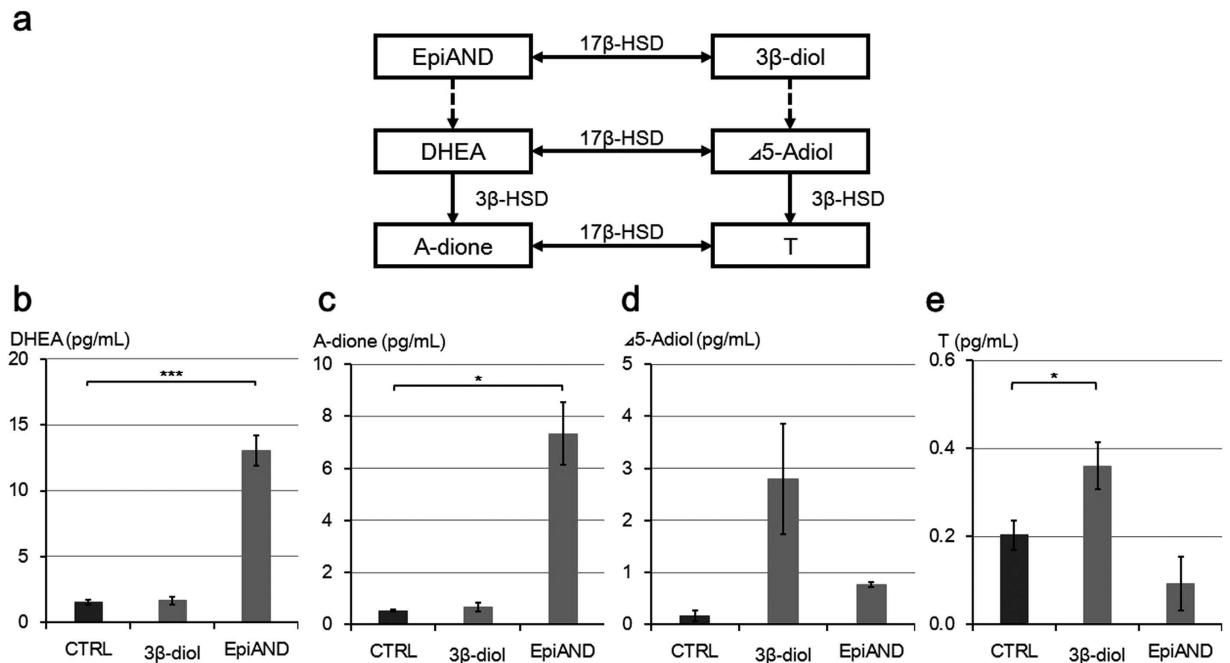 a
EpiAND
17β-HSD
3β-diol
DHEA
17β-HSD
⊿5-Adiol
3β-HSD
3β-HSD
A-dione
17β-HSD
T
b
DHEA (pg/mL)
20
15
10
5
0
***
CTRL
3β-diol
EpiAND
c
A-dione (pg/mL)
10
8
6
4
2
0
*
CTRL
3β-diol
EpiAND
d
⊿5-Adiol (pg/mL)
5
4
3
2
1
0
CTRL
3β-diol
EpiAND
e
T (pg/mL)
0.6
0.4
0.2
0.0
*
CTRL
3β-diol
EpiAND